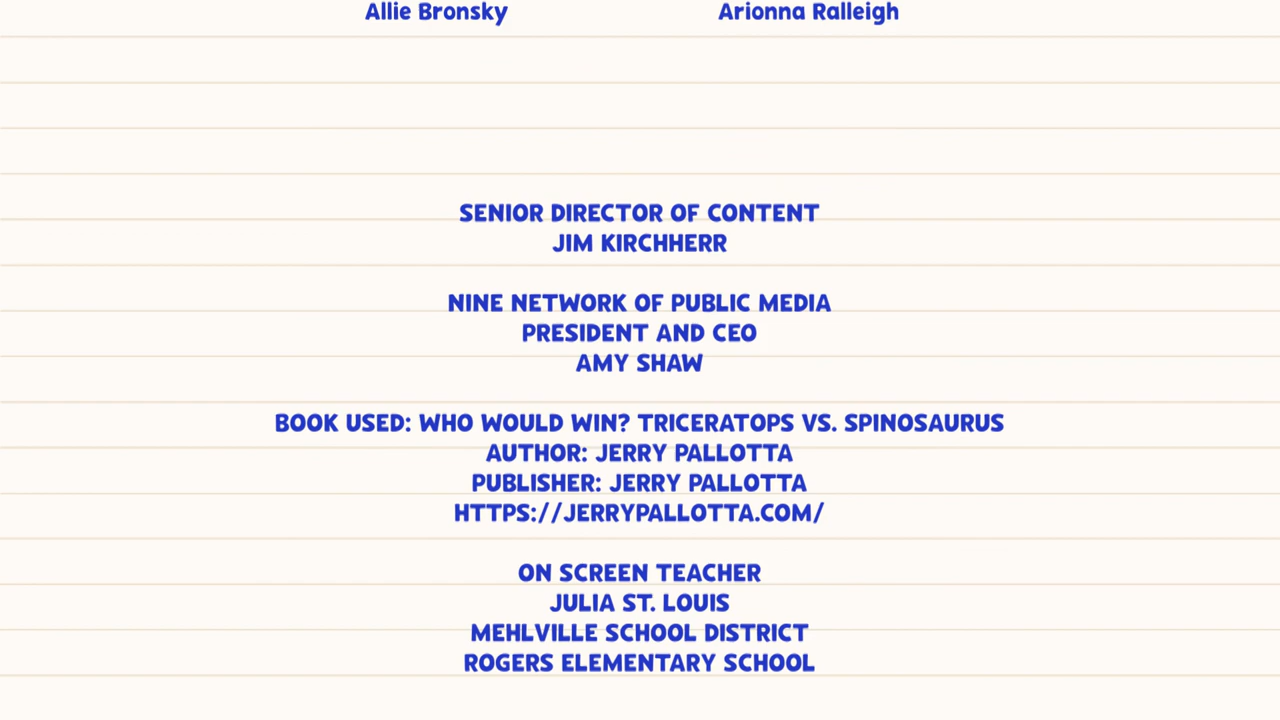 Allie Bronsky Arionna Ralleigh
SENIOR DIRECTOR OF CONTENT
JIM KIRCHHERR
NINE NETWORK OF PUBLIC MEDIA
PRESIDENT AND CEO
AMY SHAW
BOOK USED: WHO WOULD WIN? TRICERATOPS VS. SPINOSAURUS
AUTHOR: JERRY PALLOTTA
PUBLISHER: JERRY PALLOTTA
HTTPS://JERRYPALLOTTA.COM/
ON SCREEN TEACHER
JULIA ST. LOUIS
MEHLVILLE SCHOOL DISTRICT
ROGERS ELEMENTARY SCHOOL